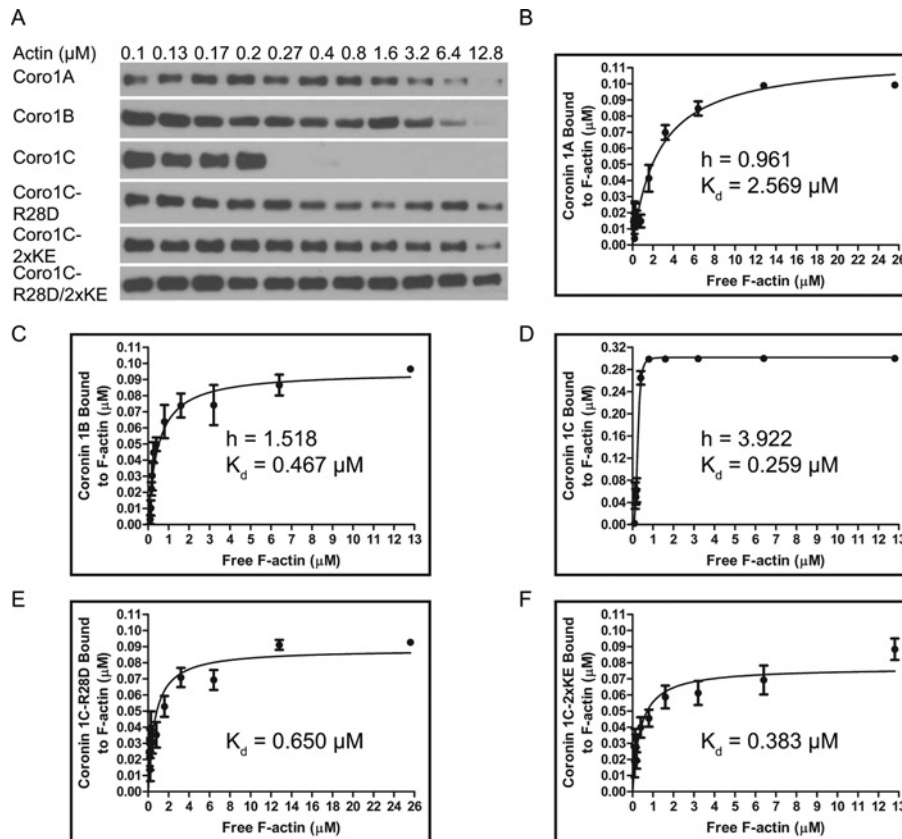 A
Actin (μM) 0.1 0.13 0.17 0.2 0.27 0.4 0.8 1.6 3.2 6.4 12.8
Coro1A
Coro1B
Coro1C
Coro1C-
R28D
Coro1C-
2xKE
Coro1C-
R28D/2xKE
B
Coronin 1A Bound
to F-actin (μM)
0.11
0.10
0.09
0.08
0.07
0.06
0.05
0.04
0.03
0.02
0.01
0.00
h = 0.961
Kd = 2.569 μM
0 2 4 6 8 10 12 14 16 18 20 22 24 26
Free F-actin (μM)
C
Coronin 1B Bound
to F-actin (μM)
0.11
0.10
0.09
0.08
0.07
0.06
0.05
0.04
0.03
0.02
0.01
0.00
h = 1.518
Kd = 0.467 μM
0 1 2 3 4 5 6 7 8 9 10 11 12 13
Free F-actin (μM)
D
Coronin 1C Bound
to F-actin (μM)
0.32
0.28
0.24
0.20
0.16
0.12
0.08
0.04
0.00
h = 3.922
Kd = 0.259 μM
0 1 2 3 4 5 6 7 8 9 10 11 12 13
Free F-actin (μM)
E
Coronin 1C-R28D Bound
to F-actin (μM)
0.11
0.10
0.09
0.08
0.07
0.06
0.05
0.04
0.03
0.02
0.01
0.00
Kd = 0.650 μM
0 2 4 6 8 10 12 14 16 18 20 22 24 26
Free F-actin (μM)
F
Coronin 1C-2xKE Bound
to F-actin (μM)
0.11
0.10
0.09
0.08
0.07
0.06
0.05
0.04
0.03
0.02
0.01
0.00
Kd = 0.383 μM
0 1 2 3 4 5 6 7 8 9 10 11 12 13
Free F-actin (μM)